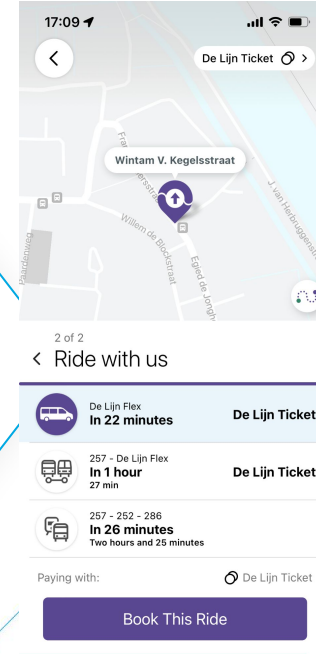 17:09
De Lijn Ticket
Wintam V. Kegelsstraat
Willem de Blockstraat
Egied de Jongh
J. van Herbruggenst
Paardenweg
2 of 2
Ride with us
De Lijn Flex
In 22 minutes
De Lijn Ticket
257 - De Lijn Flex
In 1 hour
De Lijn Ticket
27 min
257 - 252 - 286
In 26 minutes
Two hours and 25 minutes
Paying with:
De Lijn Ticket
Book This Ride